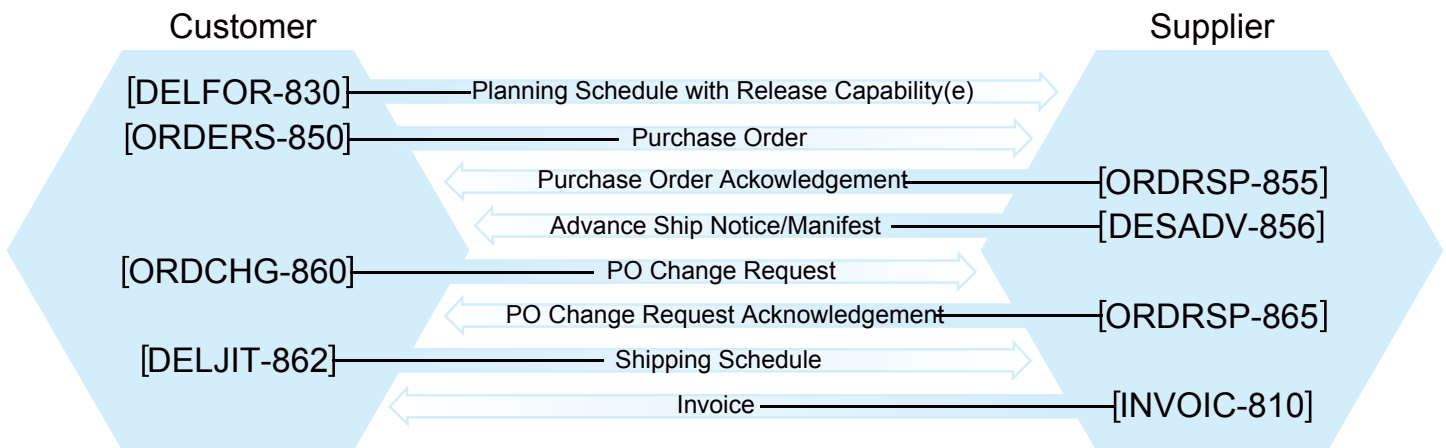 Customer
Supplier
[DELFOR-830] Planning Schedule with Release Capability(e)
[ORDERS-850] Purchase Order
Purchase Order Ackowledgement [ORDRSP-855]
Advance Ship Notice/Manifest [DESADV-856]
[ORDCHG-860] PO Change Request
PO Change Request Acknowledgement [ORDRSP-865]
[DELJIT-862] Shipping Schedule
Invoice [INVOIC-810]